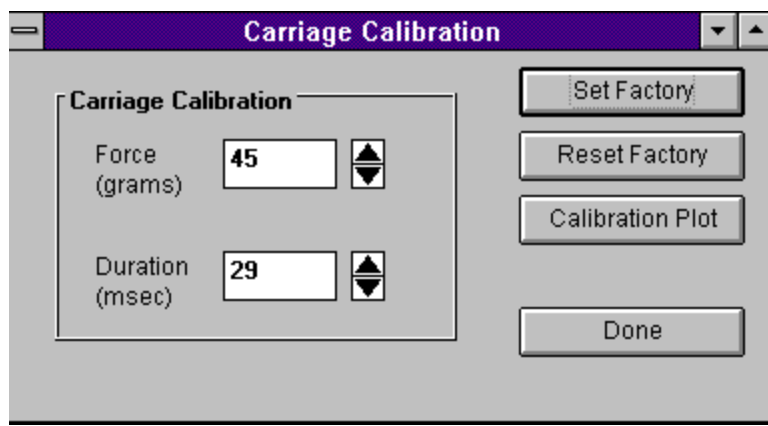 Carriage Calibration
Carriage Calibration
Force
(grams)
45
Duration
(msec)
29
Set Factory
Reset Factory
Calibration Plot
Done